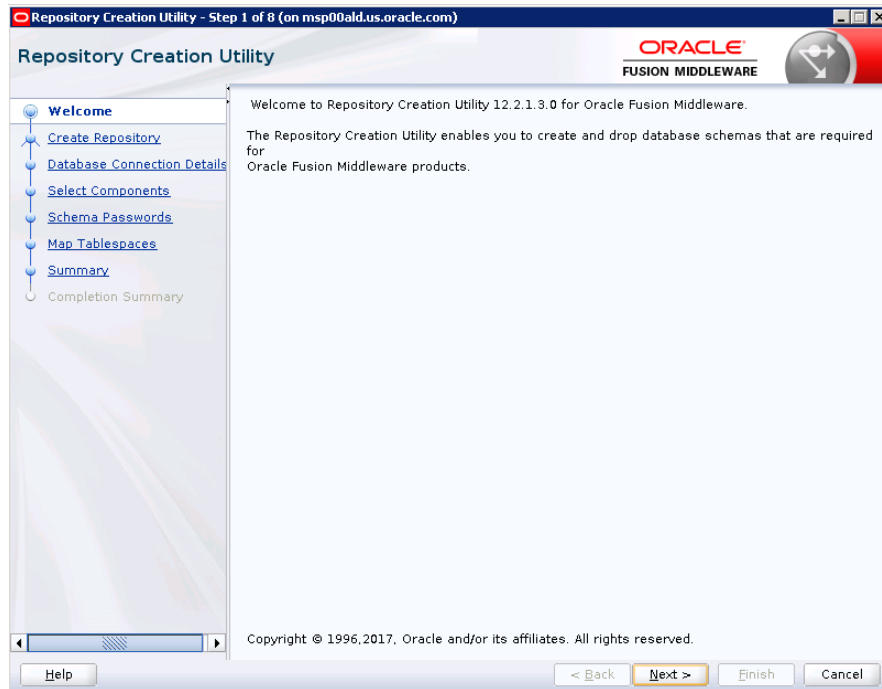 Repository Creation Utility - Step 1 of 8 (on msp00ald.us.oracle.com)
Repository Creation Utility
ORACLE
FUSION MIDDLEWARE
Welcome
Create Repository
Database Connection Details
Select Components
Schema Passwords
Map Tablespaces
Summary
Completion Summary
Welcome to Repository Creation Utility 12.2.1.3.0 for Oracle Fusion Middleware.
The Repository Creation Utility enables you to create and drop database schemas that are required
for
Oracle Fusion Middleware products.
Copyright © 1996,2017, Oracle and/or its affiliates. All rights reserved.
Help
< Back
Next >
Finish
Cancel